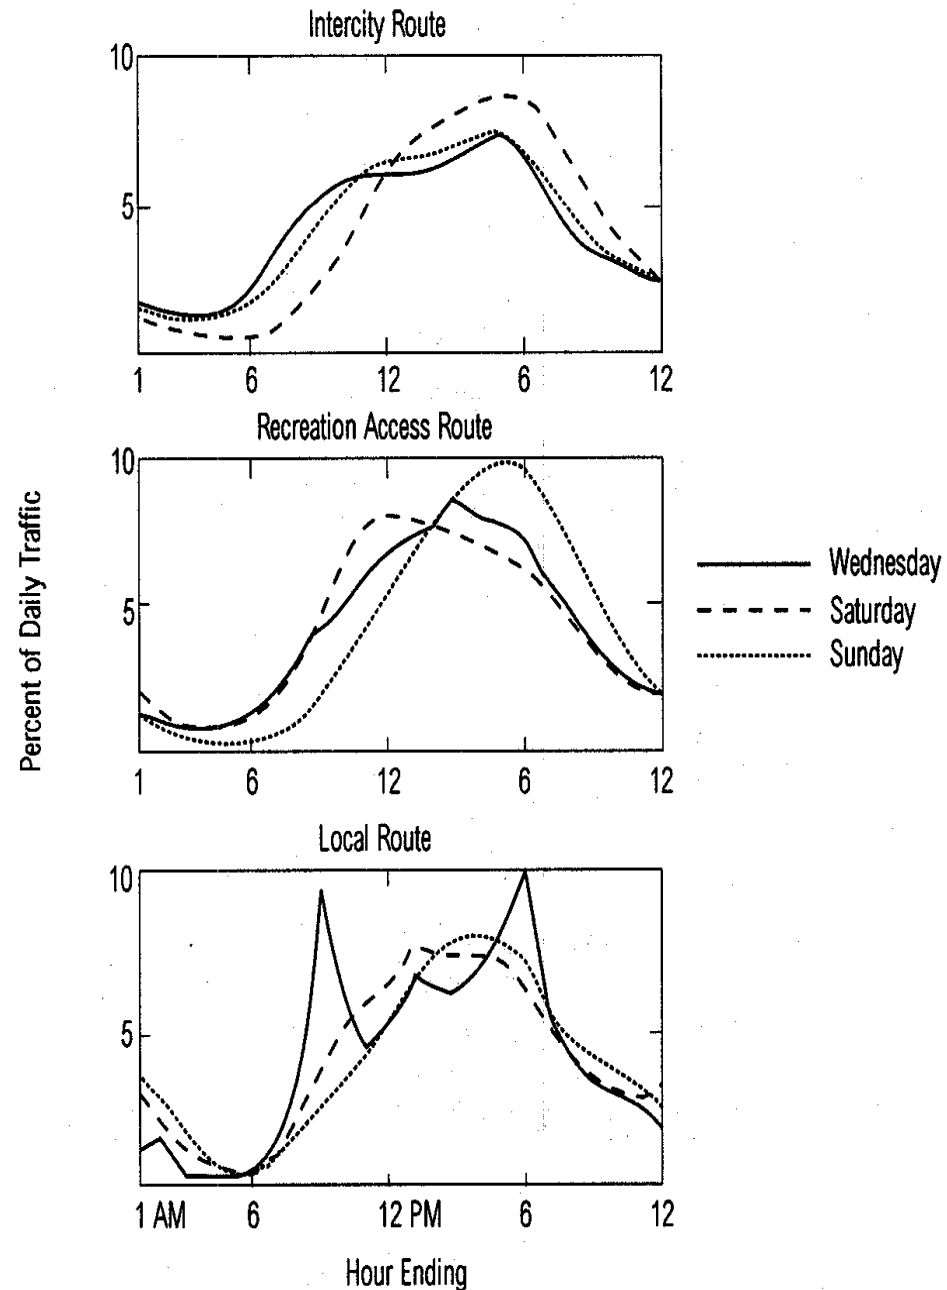 Intercity Route
10
5
1 6 12 6 12
Recreation Access Route
10
5
1 6 12 6 12
Percent of Daily Traffic
Wednesday
Saturday
Sunday
Local Route
10
5
1 AM 6 12 PM 6 12
Hour Ending